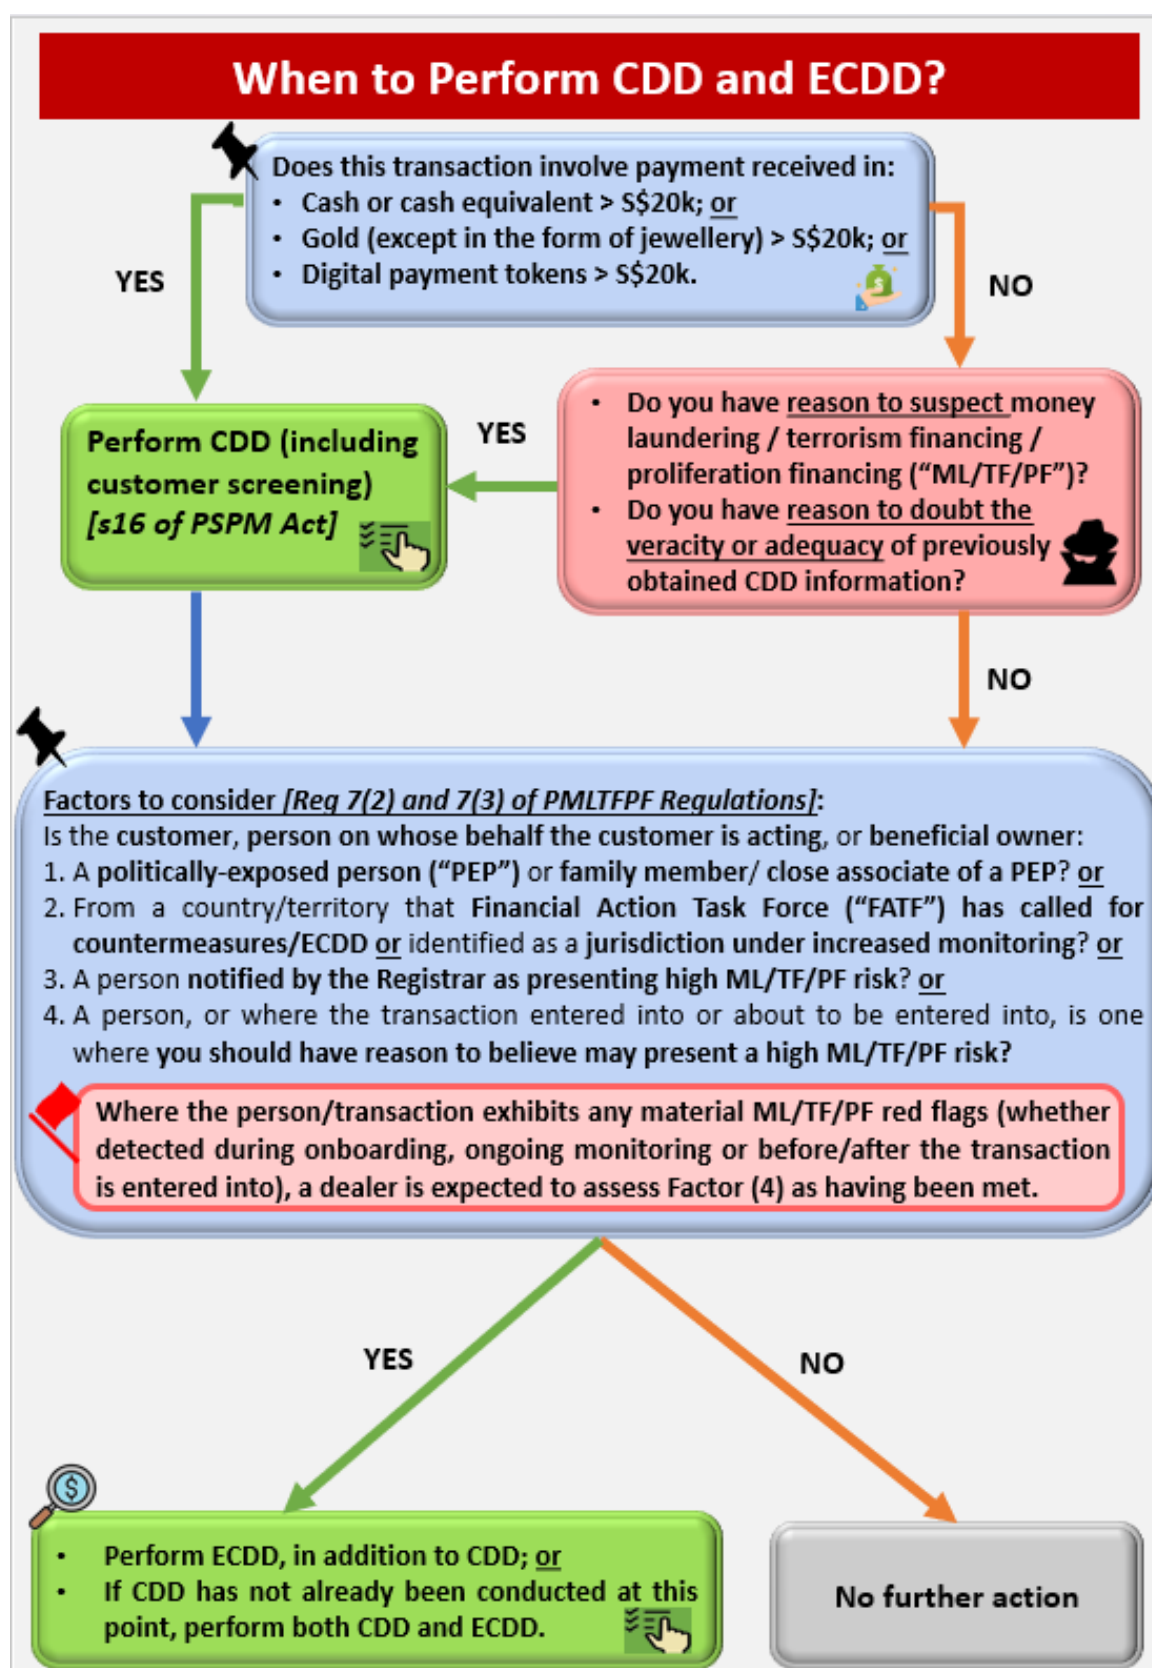 When to Perform CDD and ECDD?
Does this transaction involve payment received in:
• Cash or cash equivalent > S$20k; or
• Gold (except in the form of jewellery) > S$20k; or
• Digital payment tokens > S$20k.
YES
NO
• Do you have reason to suspect money
laundering / terrorism financing /
proliferation financing (“ML/TF/PF”)?
• Do you have reason to doubt the
veracity or adequacy of previously
obtained CDD information?
YES
Perform CDD (including
customer screening)
[s16 of PSPM Act]
NO
Factors to consider [Reg 7(2) and 7(3) of PMLTFPF Regulations]:
Is the customer, person on whose behalf the customer is acting, or beneficial owner:
1. A politically-exposed person (“PEP”) or family member/ close associate of a PEP? or
2. From a country/territory that Financial Action Task Force (“FATF”) has called for
countermeasures/ECDD or identified as a jurisdiction under increased monitoring? or
3. A person notified by the Registrar as presenting high ML/TF/PF risk? or
4. A person, or where the transaction entered into or about to be entered into, is one
where you should have reason to believe may present a high ML/TF/PF risk?
Where the person/transaction exhibits any material ML/TF/PF red flags (whether
detected during onboarding, ongoing monitoring or before/after the transaction
is entered into), a dealer is expected to assess Factor (4) as having been met.
YES
NO
$
• Perform ECDD, in addition to CDD; or
• If CDD has not already been conducted at this
point, perform both CDD and ECDD.
No further action